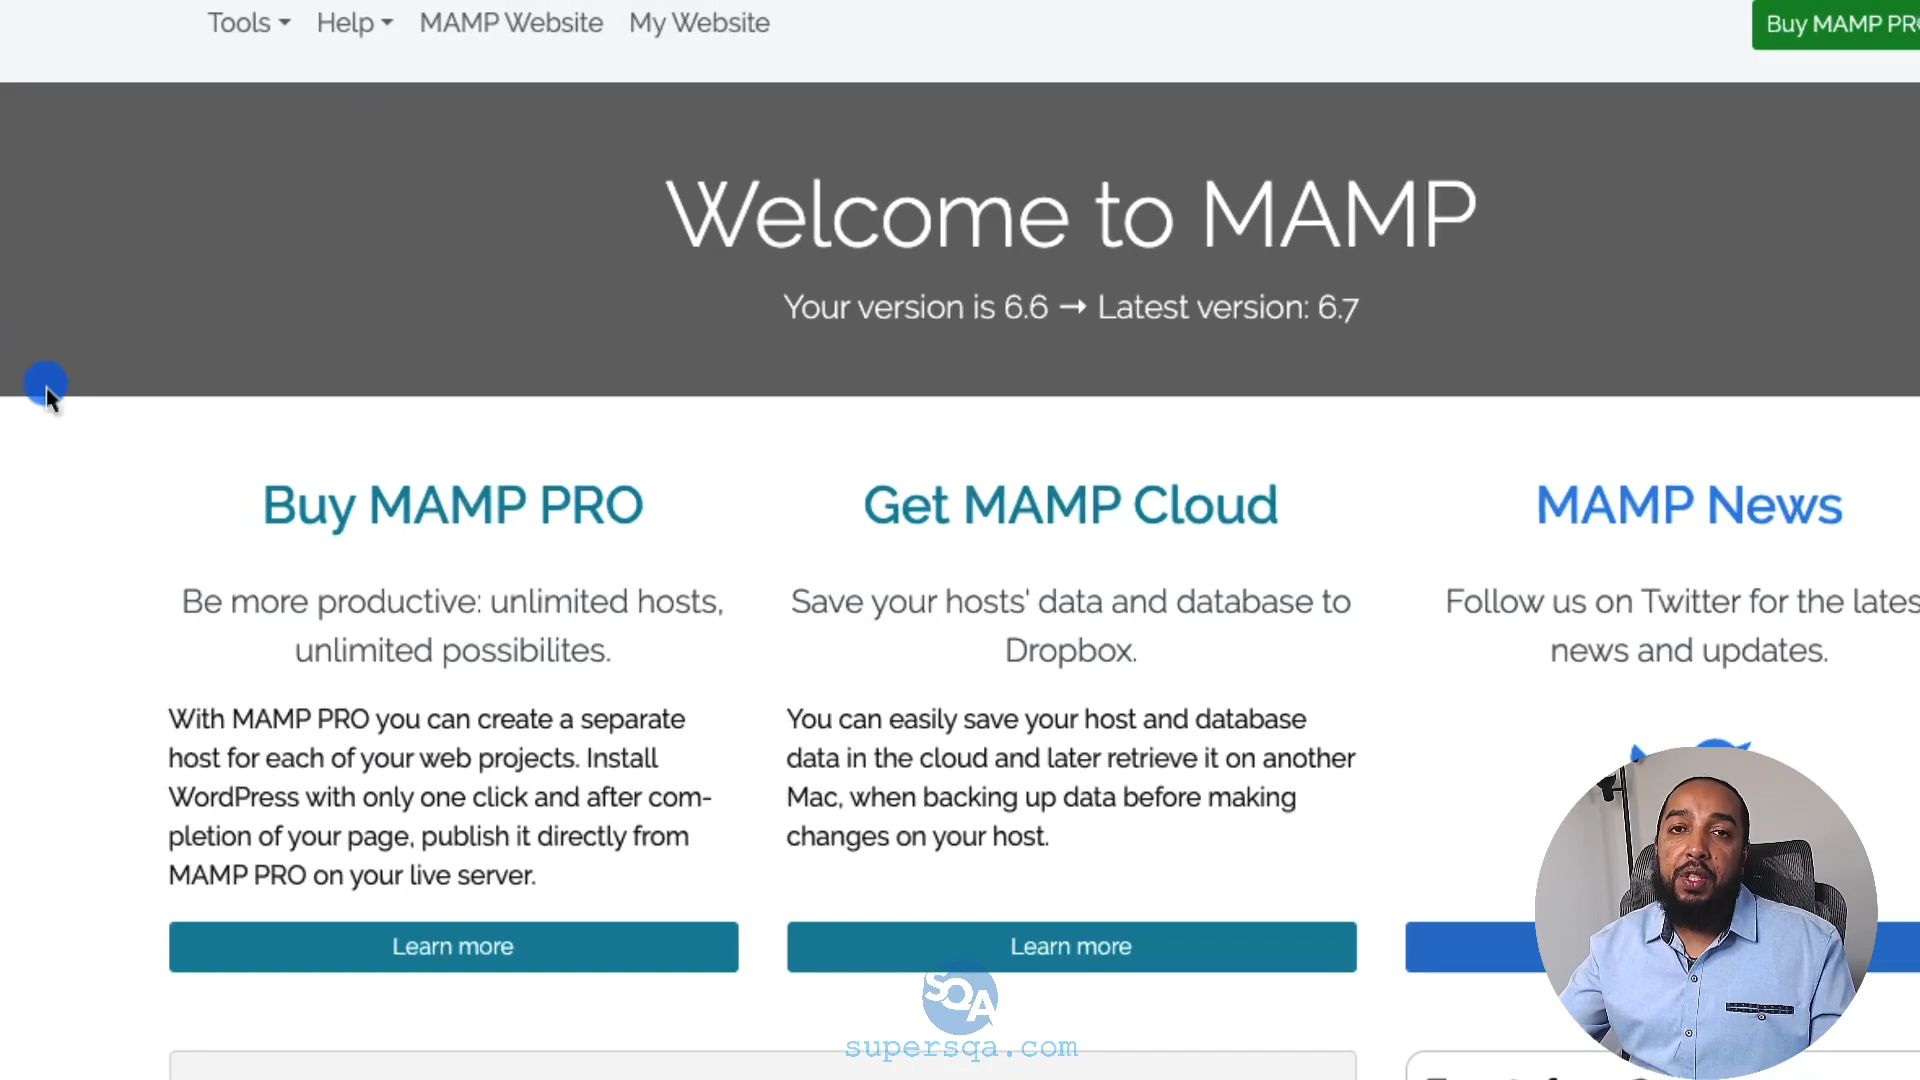 Tools Help MAMP Website My Website
Buy MAMP PR
Welcome to MAMP
Your version is 6.6 → Latest version: 6.7
Buy MAMP PRO
Be more productive: unlimited hosts,
unlimited possibilites.
With MAMP PRO you can create a separate
host for each of your web projects. Install
WordPress with only one click and after com-
pletion of your page, publish it directly from
MAMP PRO on your live server.
Learn more
Get MAMP Cloud
Save your hosts' data and database to
Dropbox.
You can easily save your host and database
data in the cloud and later retrieve it on another
Mac, when backing up data before making
changes on your host.
Learn more
MAMP News
Follow us on Twitter for the lates
news and updates.
SQA
supersqa.com